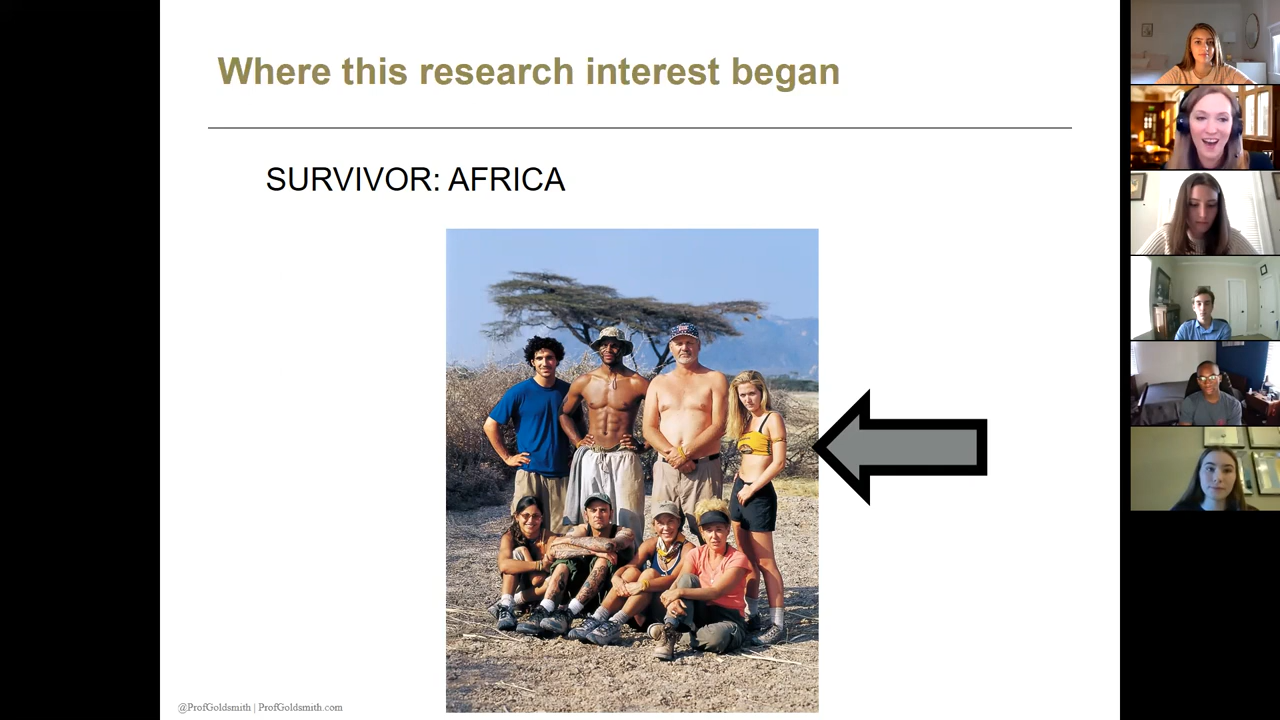 Where this research interest began
SURVIVOR: AFRICA
@ProfGoldsmith | ProfGoldsmith.com